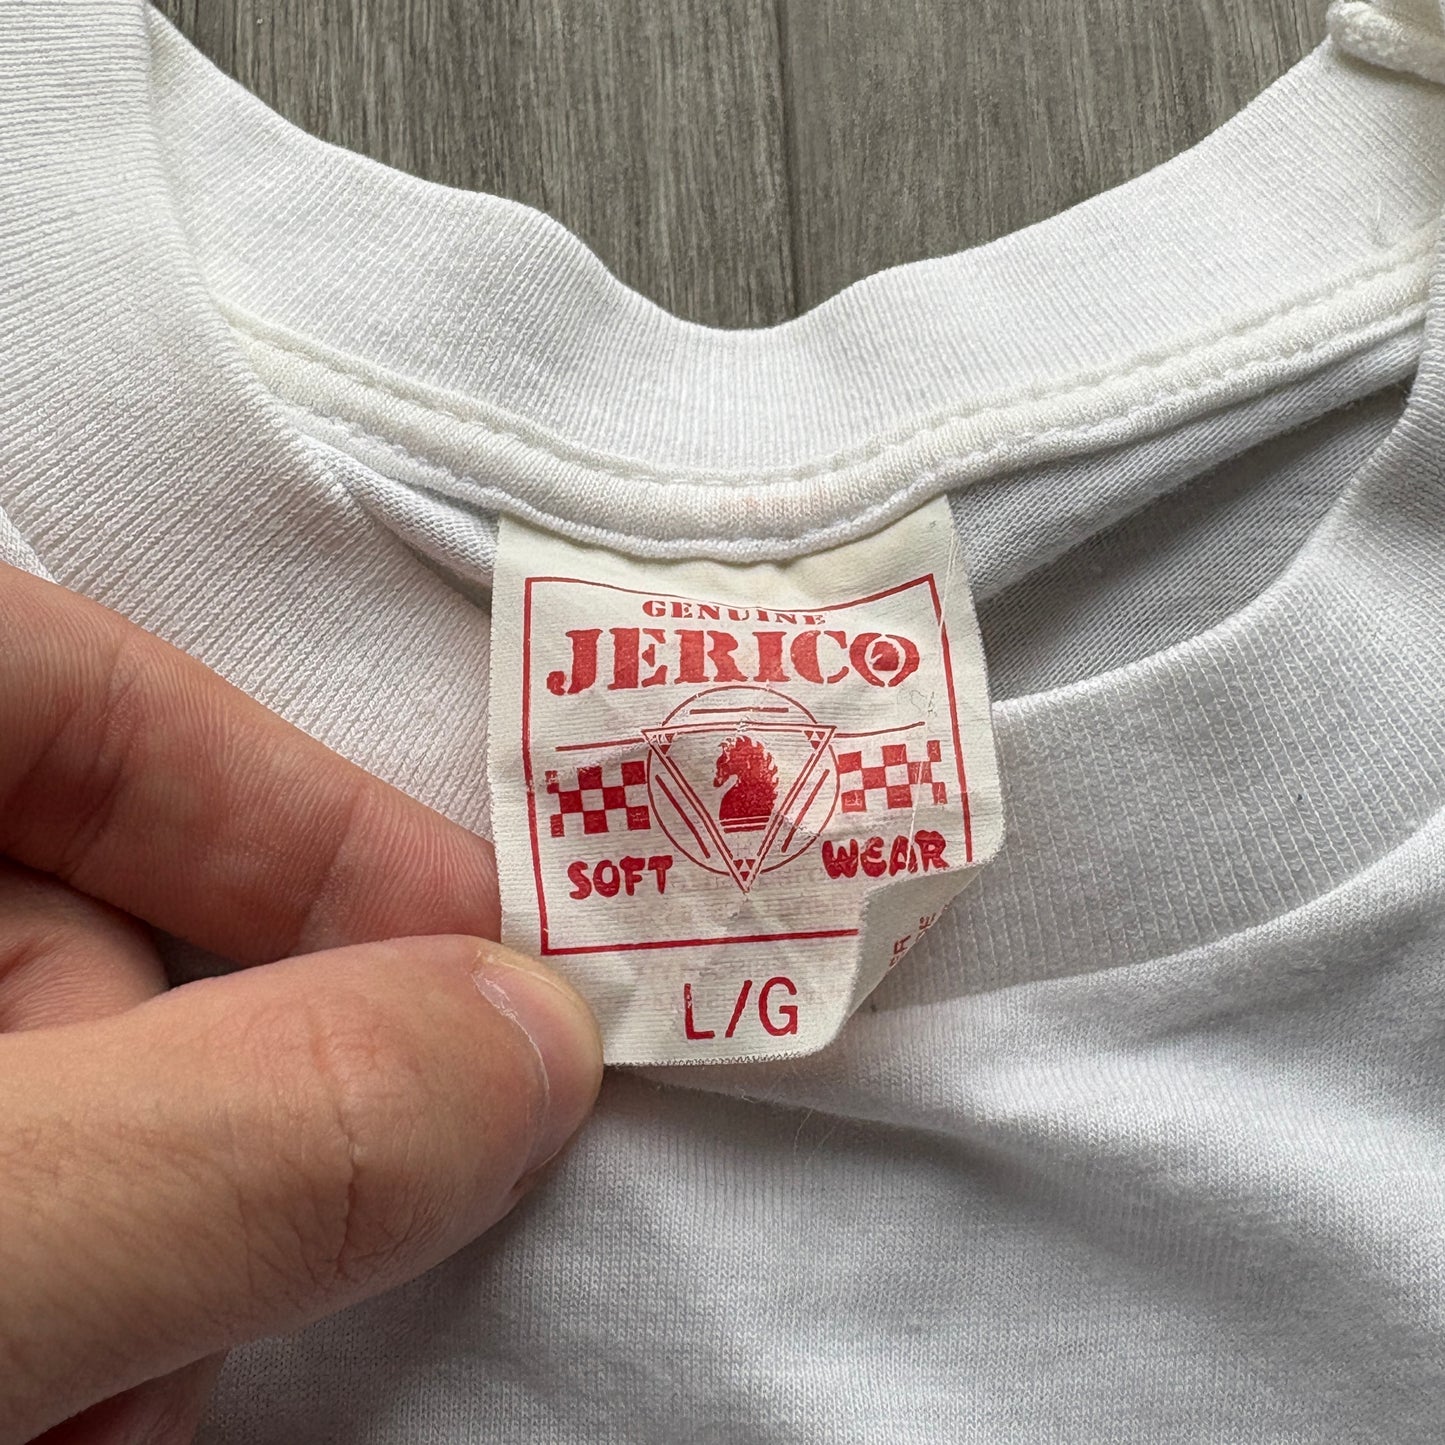 GENUINE
JERICO
SOFT WEAR
L/G